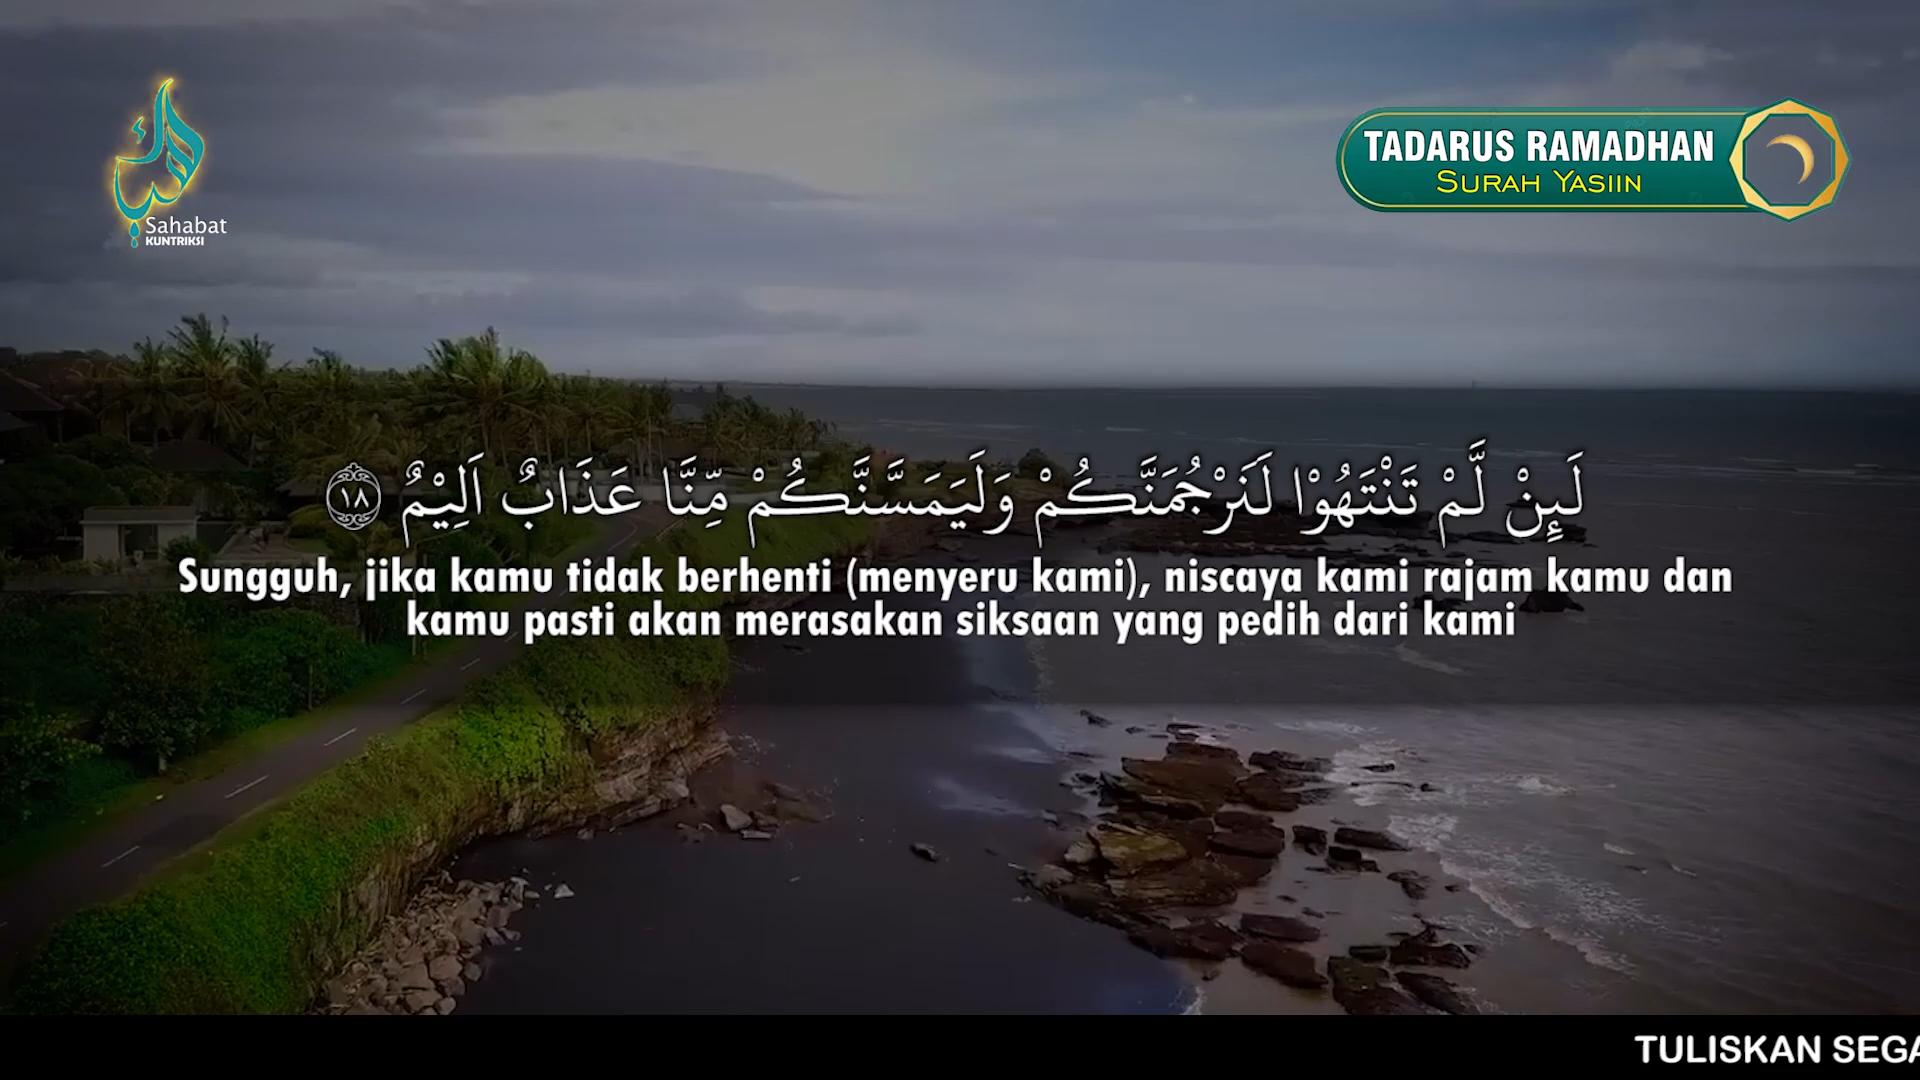 Sahabat
KUNTRIKSI
TADARUS RAMADHAN
SURAH YASIIN
لَىِٕنْ لَّمْ تَنْتَهُوْا لَنَرْجُمَنَّكُمْ وَلَيَمَسَّنَّكُمْ مِّنَّا عَذَابٌ اَلِيْمٌ ١٨
Sungguh, jika kamu tidak berhenti (menyeru kami), niscaya kami rajam kamu dan
kamu pasti akan merasakan siksaan yang pedih dari kami
TULISKAN SEGA